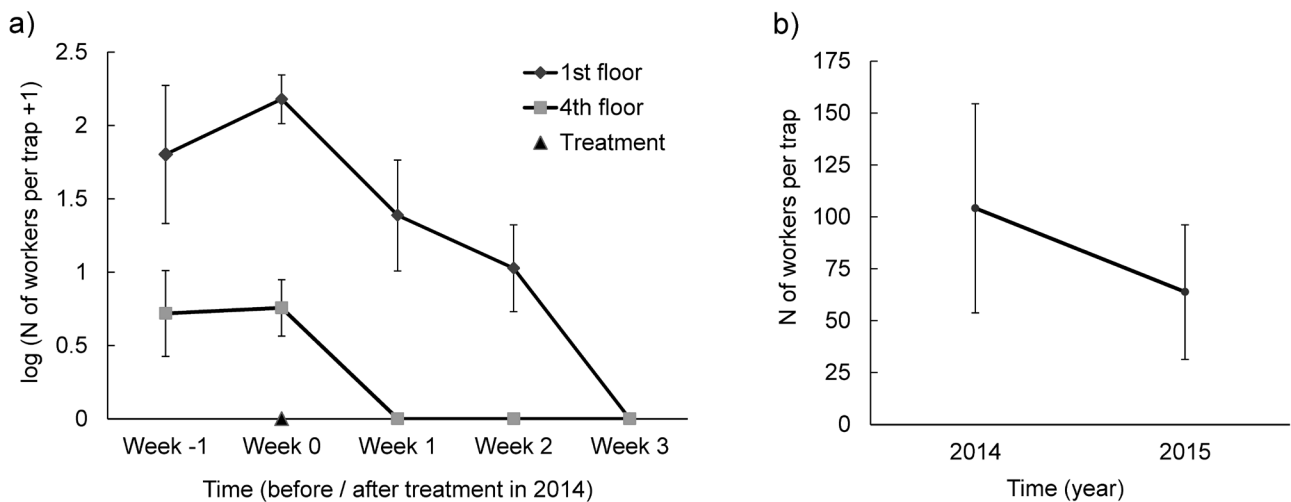 a)
log (N of workers per trap +1)
2.5
2
1.5
1
0.5
0
1st floor
4th floor
Treatment
Week -1 Week 0 Week 1 Week 2 Week 3
Time (before / after treatment in 2014)
b)
N of workers per trap
175
150
125
100
75
50
25
0
2014 2015
Time (year)